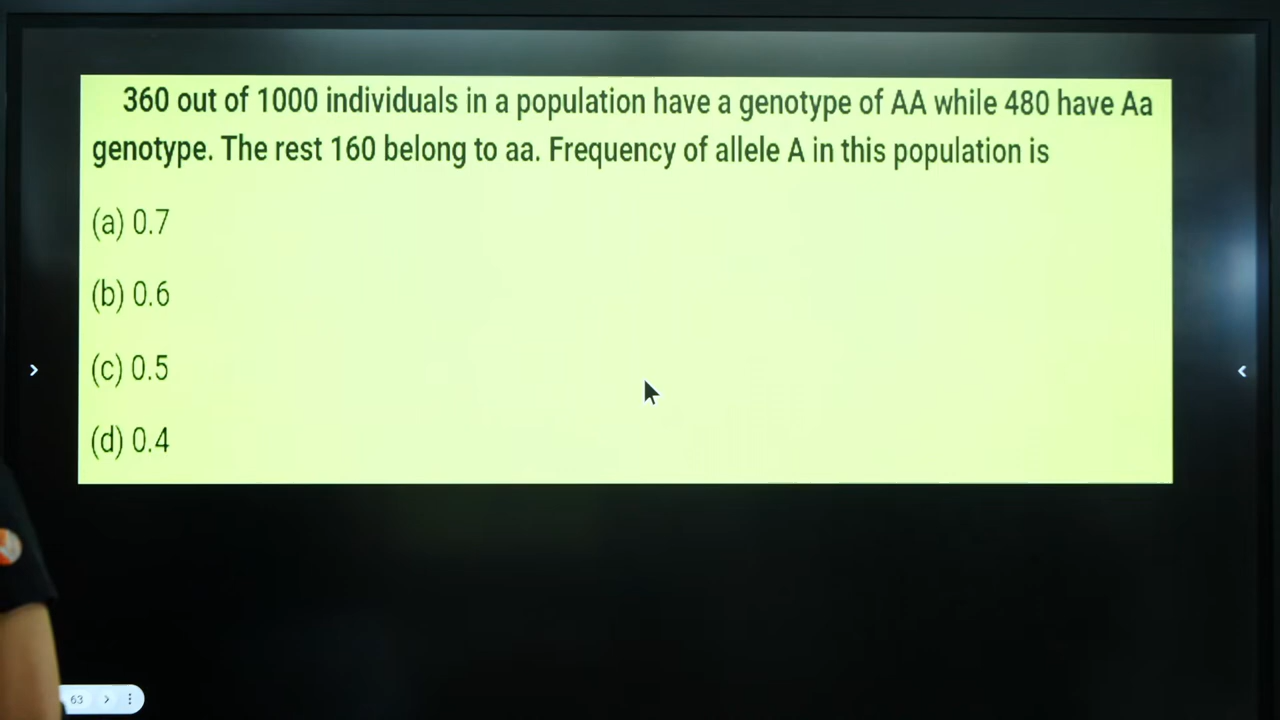 360 out of 1000 individuals in a population have a genotype of AA while 480 have Aa
genotype. The rest 160 belong to aa. Frequency of allele A in this population is
(a) 0.7
(b) 0.6
(c) 0.5
(d) 0.4
63